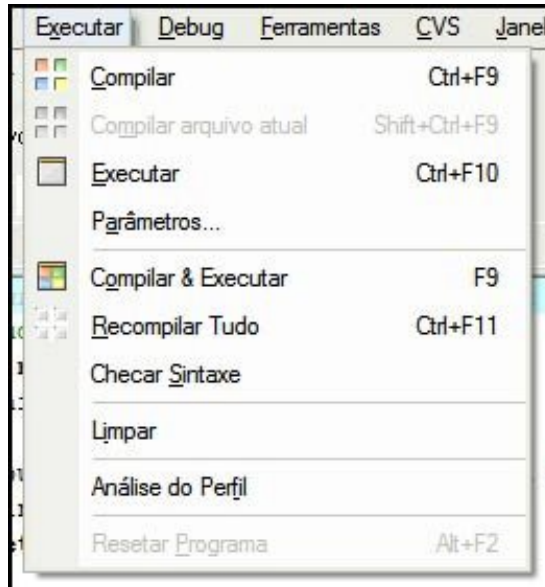 Executar Debug Ferramentas CVS
Compilar Ctrl+F9
Compilar arquivo atual Shift+Ctrl+F9
Executar Ctrl+F10
Parâmetros...
Compilar & Executar F9
Recompilar Tudo Ctrl+F11
Checar Sintaxe
Limpar
Análise do Perfil
Resetar Programa Alt+F2